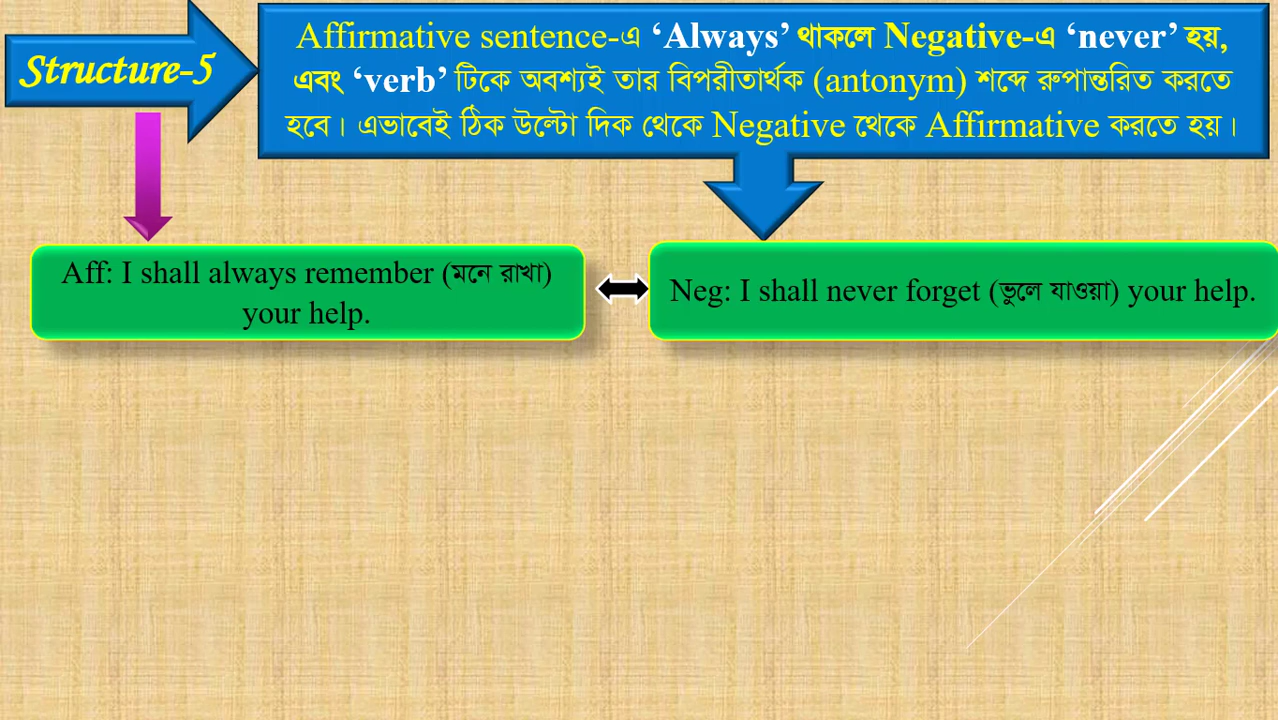 Structure-5
Affirmative sentence-এ ‘Always’ থাকলে Negative-এ ‘never’ হয়,
এবং ‘verb’ টিকে অবশ্যই তার বিপরীতার্থক (antonym) শব্দে রুপান্তরিত করতে
হবে। এভাবেই ঠিক উল্টো দিক থেকে Negative থেকে Affirmative করতে হয়।
Aff: I shall always remember (মনে রাখা)
your help.
Neg: I shall never forget (ভুলে যাওয়া) your help.